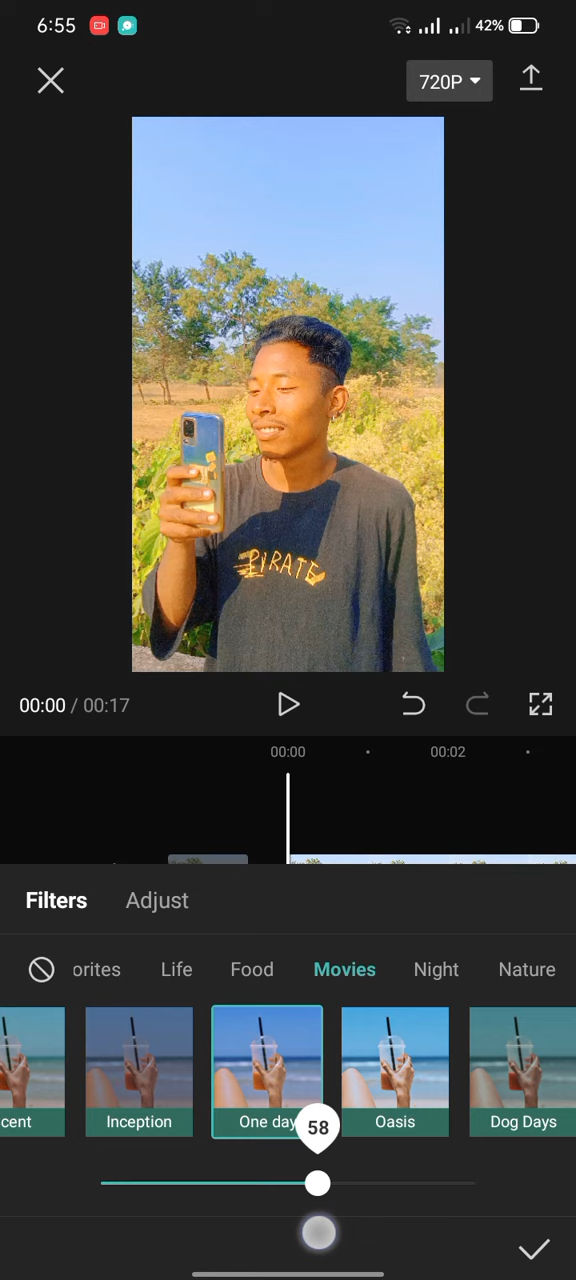 6:55 42%
720P
PIRATE
00:00 / 00:17
00:00 00:02
Filters Adjust
orites Life Food Movies Night Nature
cent Inception One day Oasis Dog Days
58